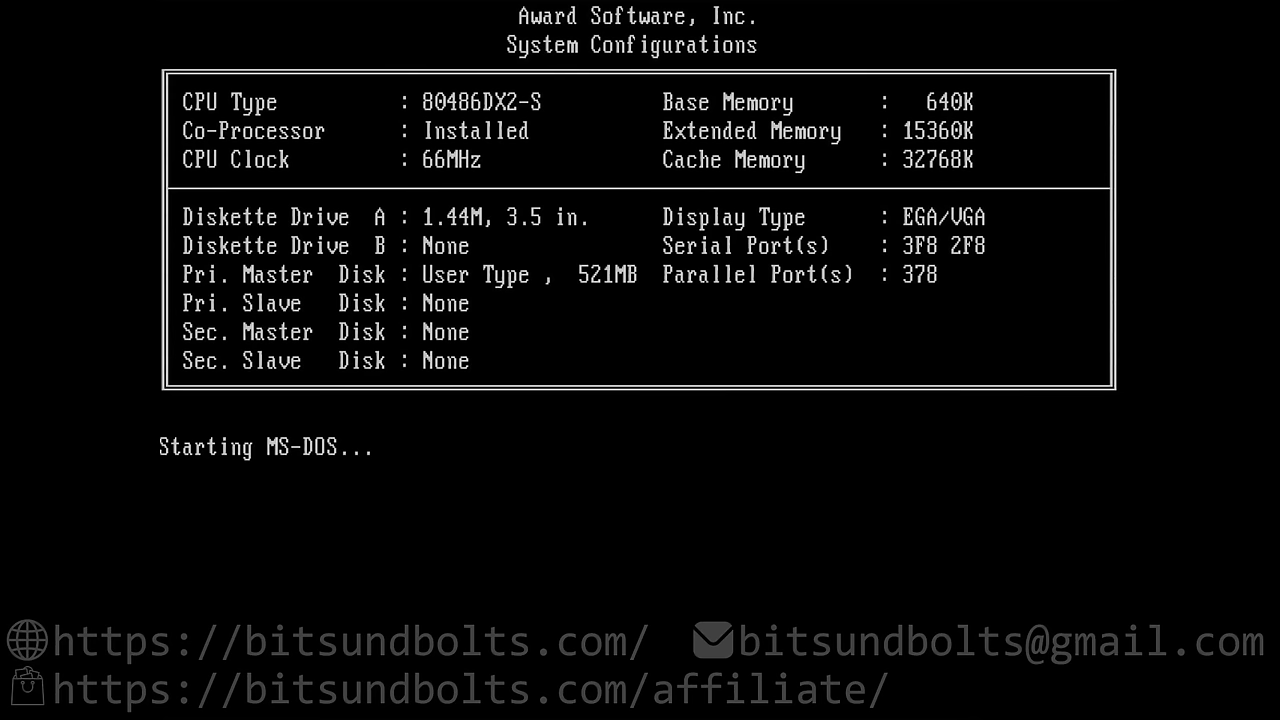 Award Software, Inc.
System Configurations
CPU Type : 80486DX2-S Base Memory : 640K
Co-Processor : Installed Extended Memory : 15360K
CPU Clock : 66MHz Cache Memory : 32768K
Diskette Drive A : 1.44M, 3.5 in. Display Type : EGA/VGA
Diskette Drive B : None Serial Port(s) : 3F8 2F8
Pri. Master Disk : User Type , 521MB Parallel Port(s) : 378
Pri. Slave Disk : None
Sec. Master Disk : None
Sec. Slave Disk : None
Starting MS-DOS...
https://bitsundbolts.com/ bitsundbolts@gmail.com
https://bitsundbolts.com/affiliate/